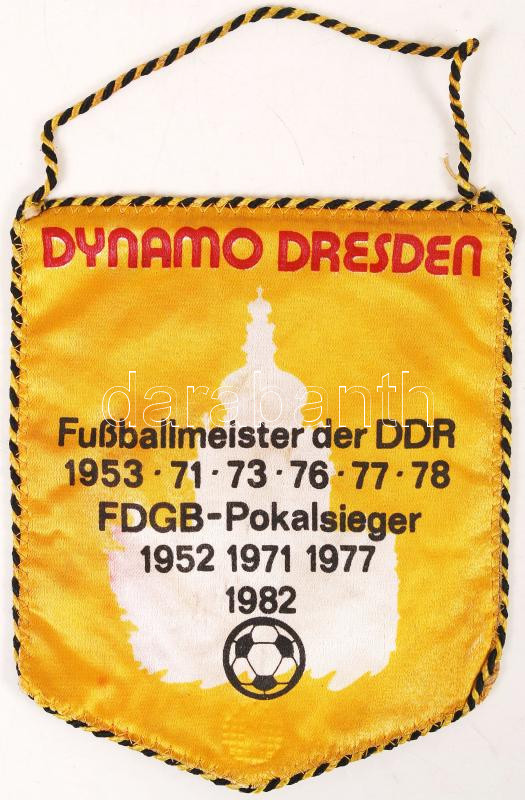 DYNAMO DRESDEN
darabanth
Fußballmeister der DDR
1953 · 71 · 73 · 76 · 77 · 78
FDGB-Pokalsieger
1952 1971 1977
1982